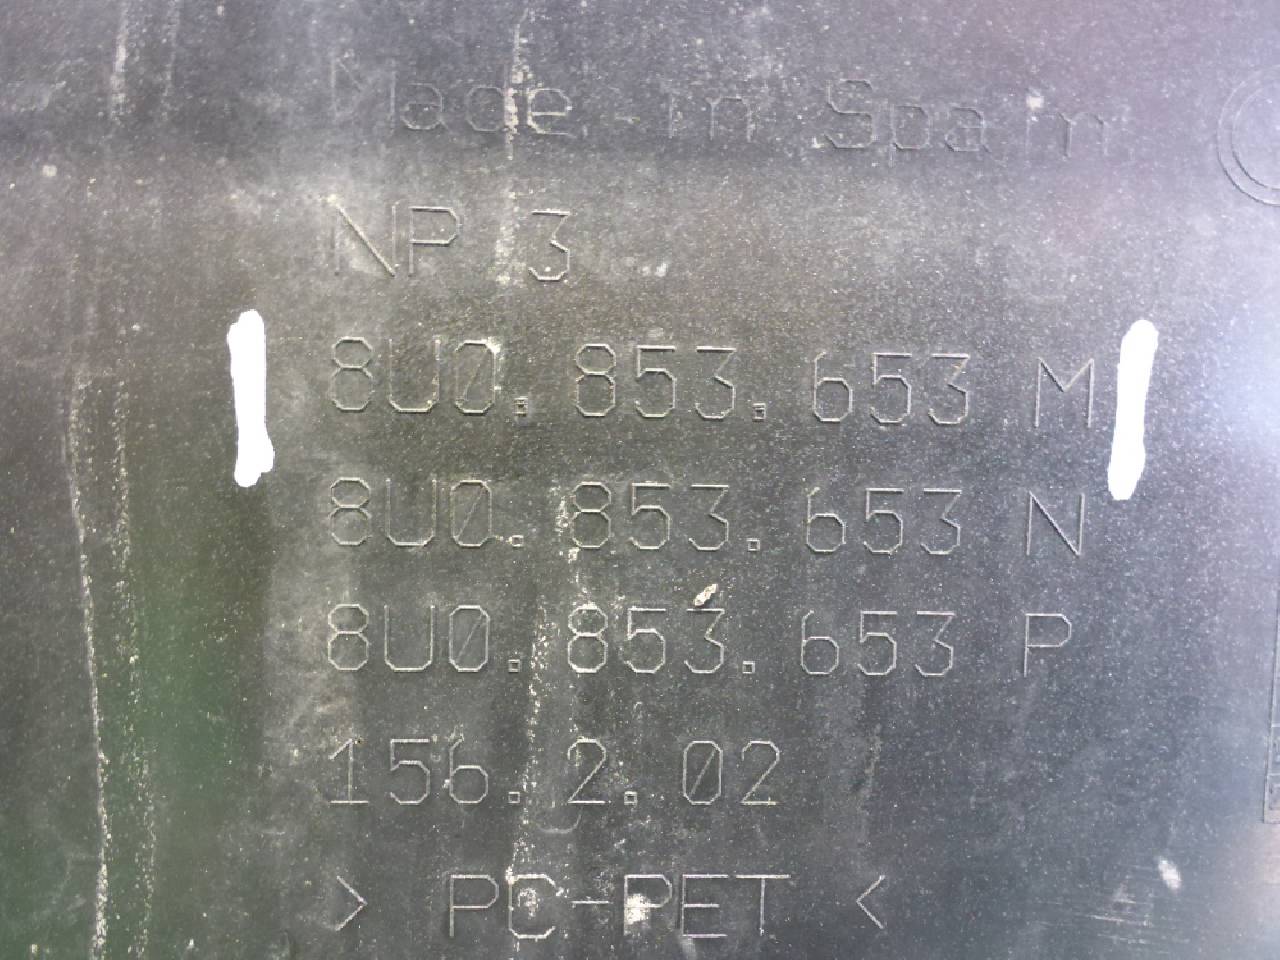 Made in Spain
NP 3
8U0.853.653 M
8U0.853.653 N
8U0.853.653 P
156.2.02
> PC-PET <